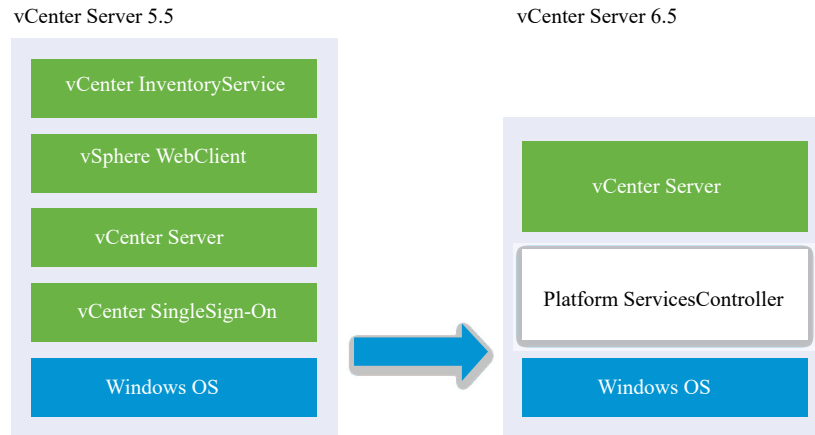 vCenter Server 5.5
vCenter InventoryService
vSphere WebClient
vCenter Server
vCenter SingleSign-On
Windows OS
vCenter Server 6.5
vCenter Server
Platform ServicesController
Windows OS